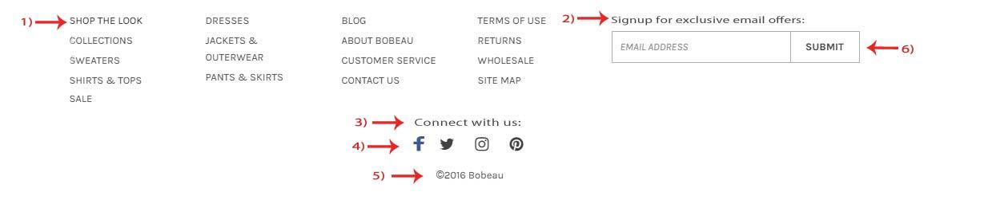 1) SHOP THE LOOK
COLLECTIONS
SWEATERS
SHIRTS & TOPS
SALE
DRESSES
JACKETS &
OUTERWEAR
PANTS & SKIRTS
BLOG
ABOUT BOBEAU
CUSTOMER SERVICE
CONTACT US
TERMS OF USE
RETURNS
WHOLESALE
SITE MAP
2) Signup for exclusive email offers:
EMAIL ADDRESS SUBMIT 6)
3) Connect with us:
4)
5) ©2016 Bobeau